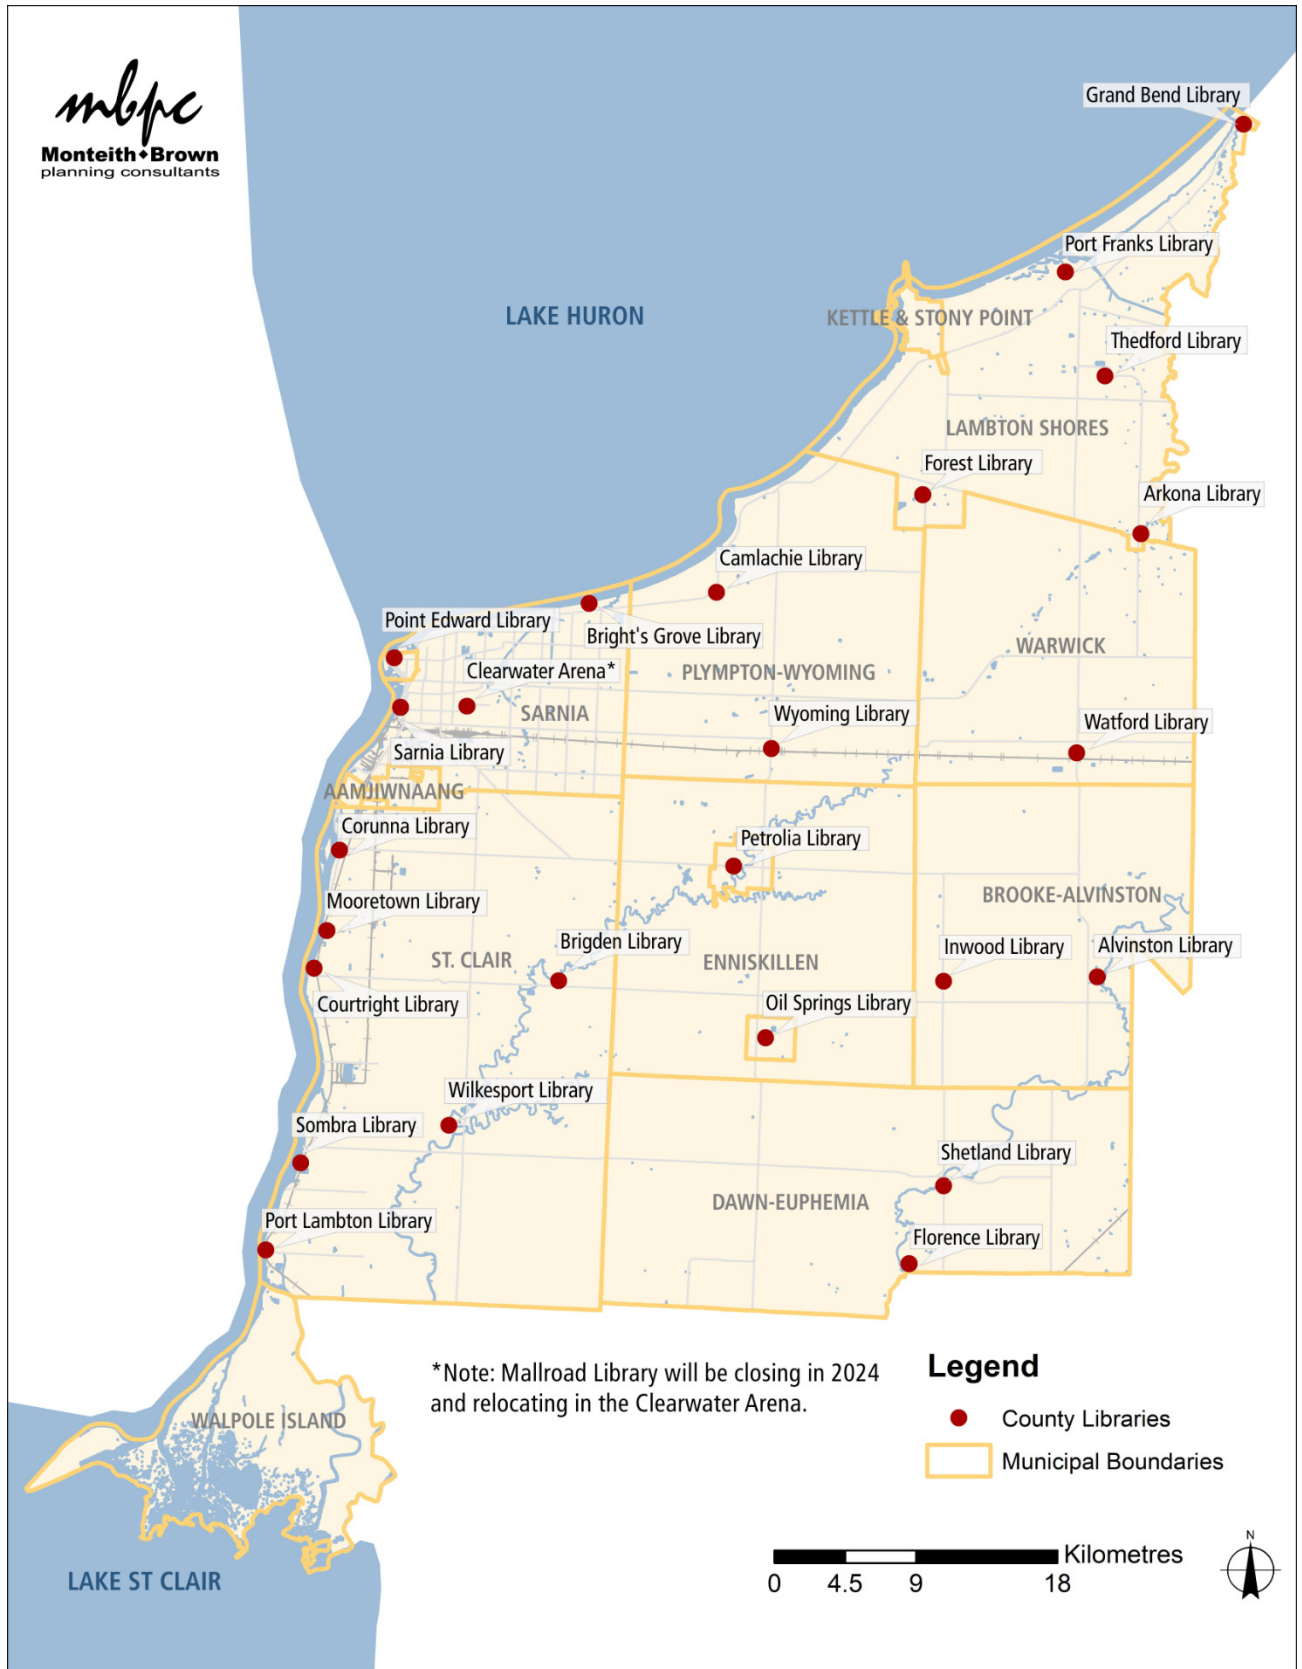 mbpc
Monteith◆Brown
planning consultants
Grand Bend Library
Port Franks Library
LAKE HURON
KETTLE & STONY POINT
Thedford Library
LAMBTON SHORES
Forest Library
Arkona Library
Camlachie Library
Point Edward Library
Bright's Grove Library
WARWICK
Clearwater Arena*
PLYMPTON-WYOMING
SARNIA
Wyoming Library
Watford Library
Sarnia Library
AAMJIWNAANG
Corunna Library
Petrolia Library
BROOKE-ALVINSTON
Mooretown Library
Brigden Library
Inwood Library
Alvinston Library
ST. CLAIR
ENNISKILLEN
Courtright Library
Oil Springs Library
Wilkesport Library
Sombra Library
Shetland Library
DAWN-EUPHEMIA
Port Lambton Library
Florence Library
*Note: Mallroad Library will be closing in 2024
and relocating in the Clearwater Arena.
Legend
County Libraries
Municipal Boundaries
WALPOLE ISLAND
LAKE ST CLAIR
Kilometres
0 4.5 9 18
N